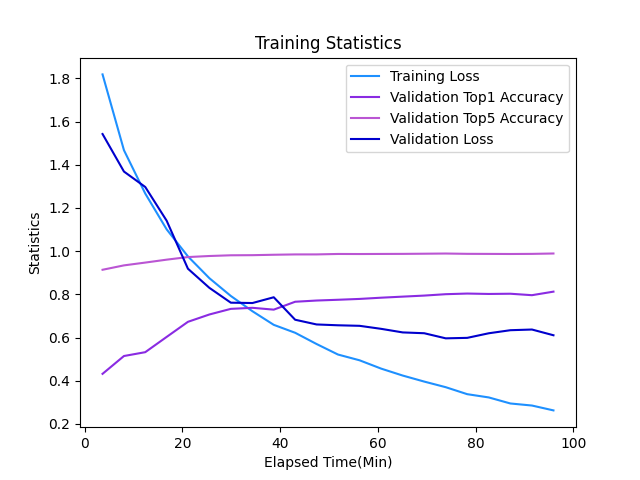 Training Statistics
Training Loss
Validation Top1 Accuracy
Validation Top5 Accuracy
Validation Loss
Statistics
1.8
1.6
1.4
1.2
1.0
0.8
0.6
0.4
0.2
0 20 40 60 80 100
Elapsed Time(Min)